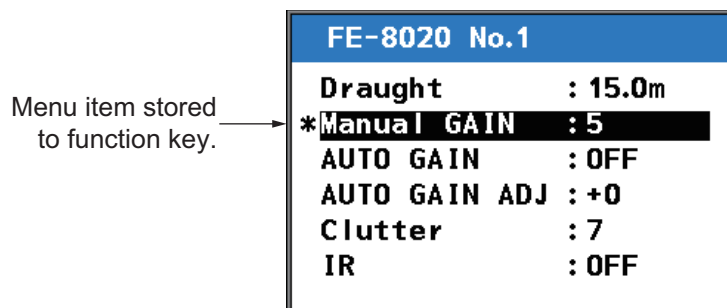 Menu item stored
to function key.
FE-8020 No.1
Draught : 15.0m
*Manual GAIN : 5
AUTO GAIN : OFF
AUTO GAIN ADJ : +0
Clutter : 7
IR : OFF